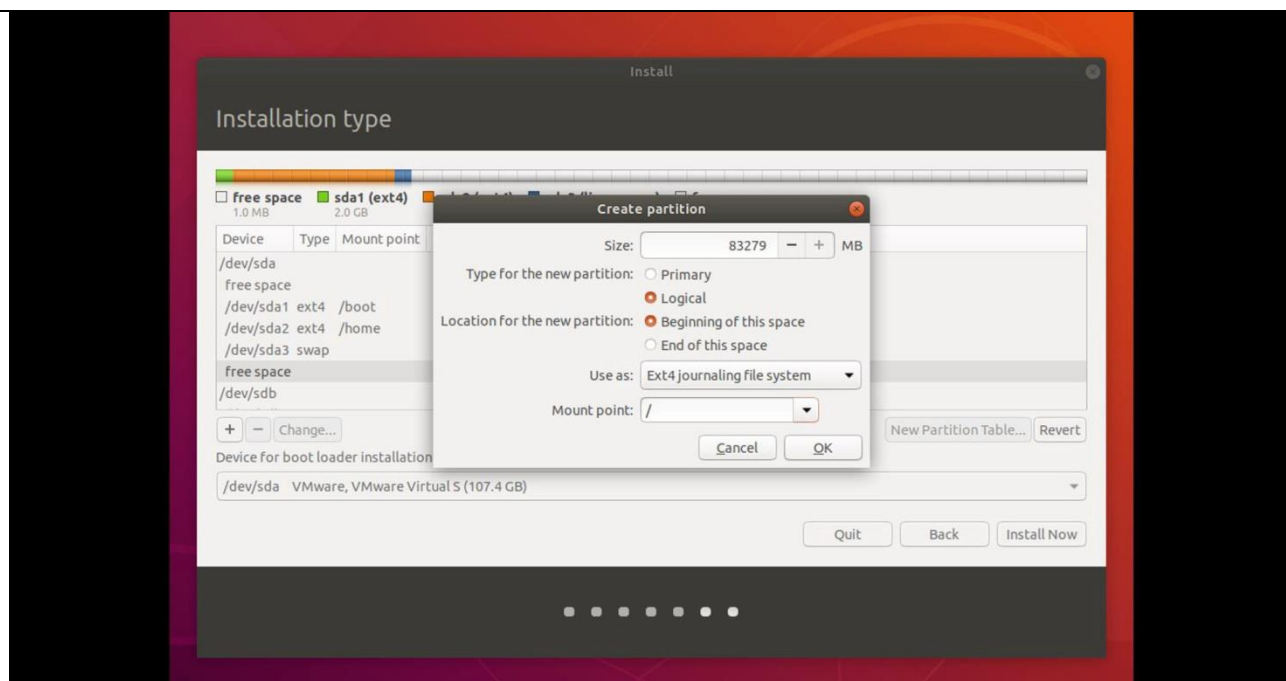 Install
Installation type
free space sda1 (ext4)
1.0 MB 2.0 GB
Device Type Mount point
/dev/sda
free space
/dev/sda1 ext4 /boot
/dev/sda2 ext4 /home
/dev/sda3 swap
free space
/dev/sdb
+ − Change...
New Partition Table... Revert
Device for boot loader installation
/dev/sda VMware, VMware Virtual S (107.4 GB)
Quit Back Install Now
Create partition
Size: 83279 − + MB
Type for the new partition: Primary
Logical
Location for the new partition: Beginning of this space
End of this space
Use as: Ext4 journaling file system
Mount point: /
Cancel OK